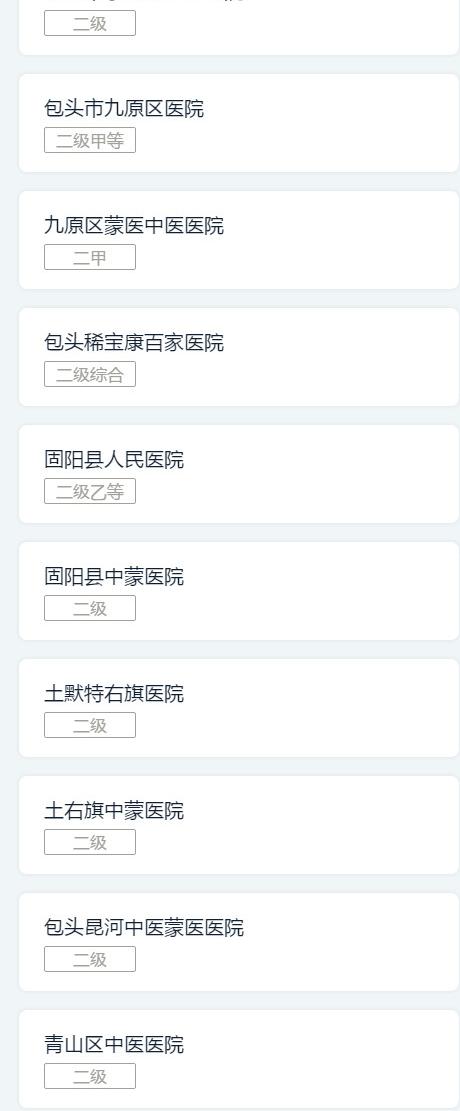 二级
包头市九原区医院
二级甲等
九原区蒙医中医医院
二甲
包头稀宝康百家医院
二级综合
固阳县人民医院
二级乙等
固阳县中蒙医院
二级
土默特右旗医院
二级
土右旗中蒙医院
二级
包头昆河中医蒙医医院
二级
青山区中医医院
二级